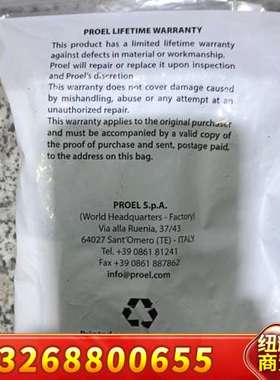 PROEL LIFETIME WARRANTY
This product has a limited lifetime warranty
against defects in material or workmanship.
Proel will repair or replace it upon inspection
and Proel's discretion
This warranty does not cover damage caused
by mishandling, abuse or any attempt at an
unauthorized repair.
This warranty applies to the original purchaser
and must be accompanied by a valid copy of
the proof of purchase and sent, postage paid,
to the address on this bag.
PROEL S.p.A.
(World Headquarters - Factory)
Via alla Ruenia, 37/43
64027 Sant'Omero (TE) - ITALY
Tel +39 0861 81241
Fax +39 0861 887862
info@proel.com
Printed
13268800655
纽
商